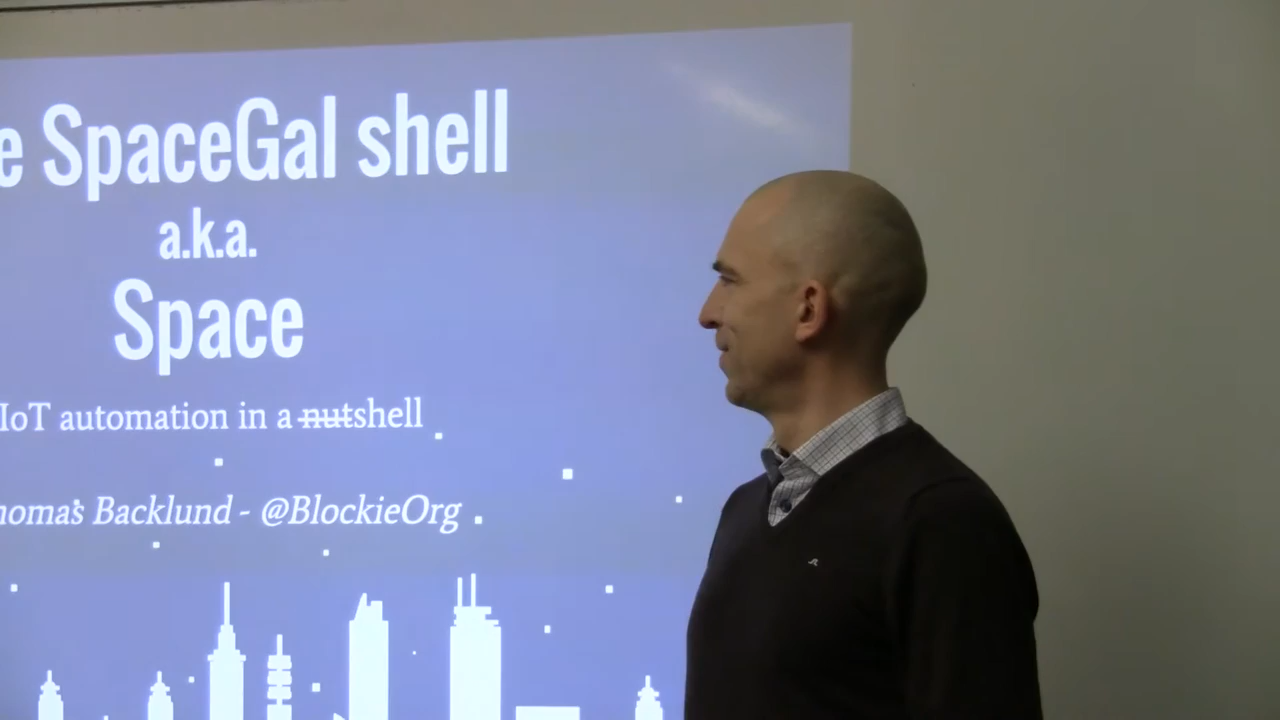 e SpaceGal shell
a.k.a.
Space
IoT automation in a nutshell
homas Backlund - @BlockieOrg